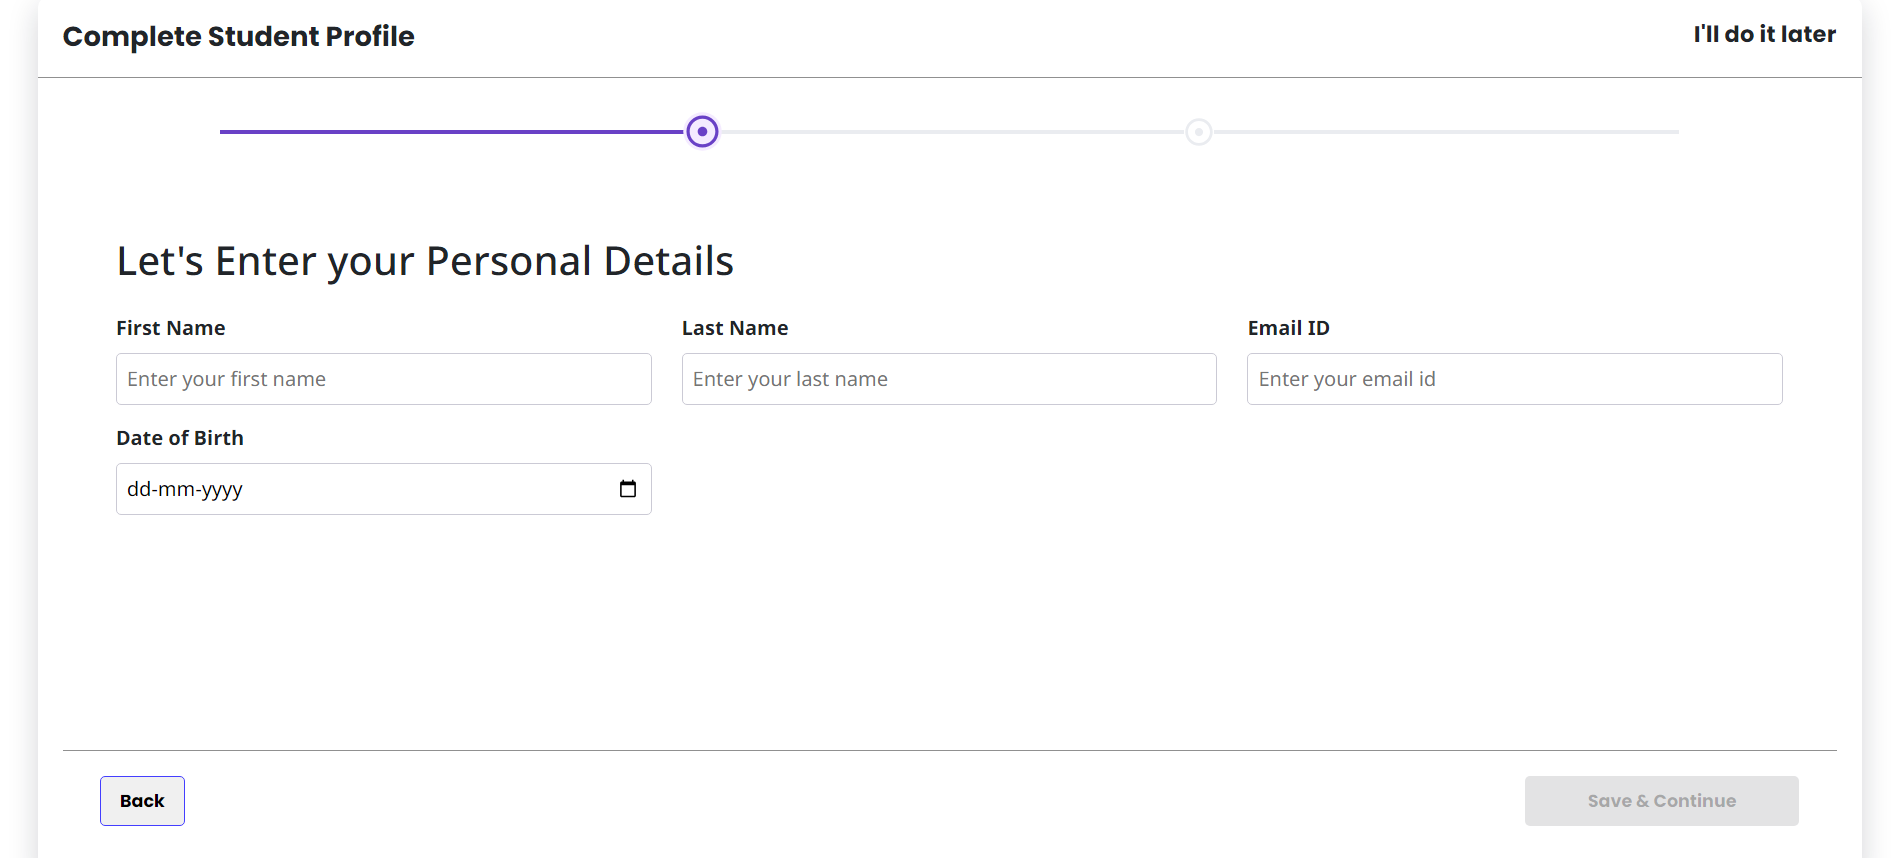 Complete Student Profile
I'll do it later
Let's Enter your Personal Details
First Name
Last Name
Email ID
Enter your first name
Enter your last name
Enter your email id
Date of Birth
dd-mm-yyyy
Back
Save & Continue